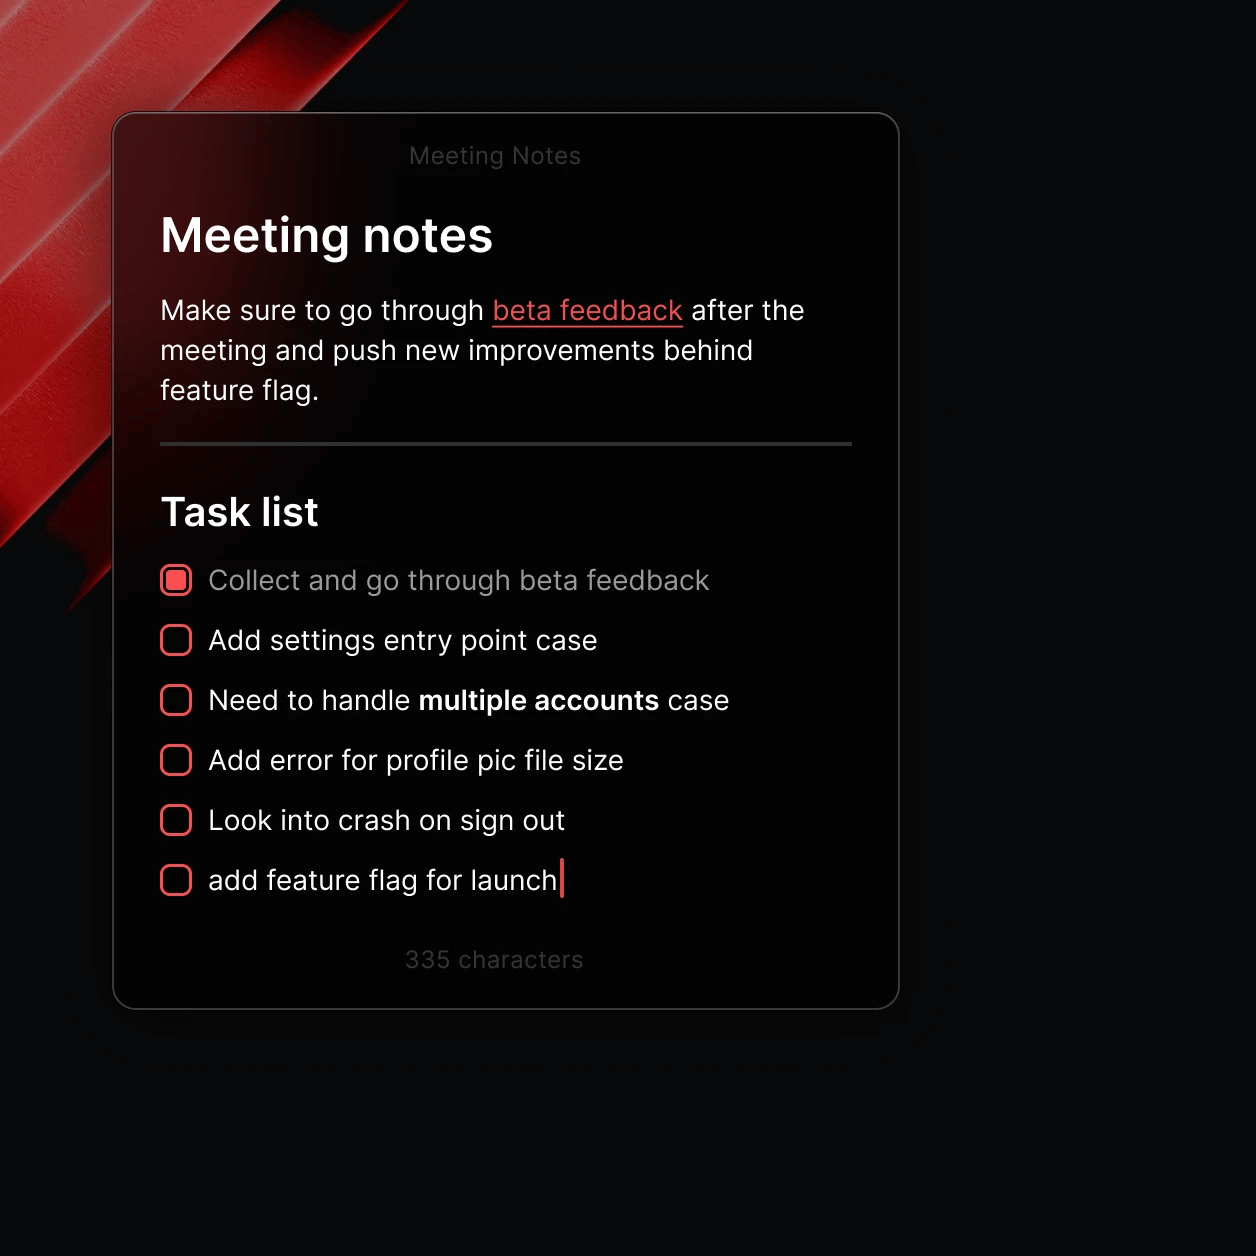 Meeting Notes
Meeting notes
Make sure to go through beta feedback after the
meeting and push new improvements behind
feature flag.
Task list
Collect and go through beta feedback
Add settings entry point case
Need to handle multiple accounts case
Add error for profile pic file size
Look into crash on sign out
add feature flag for launch
335 characters